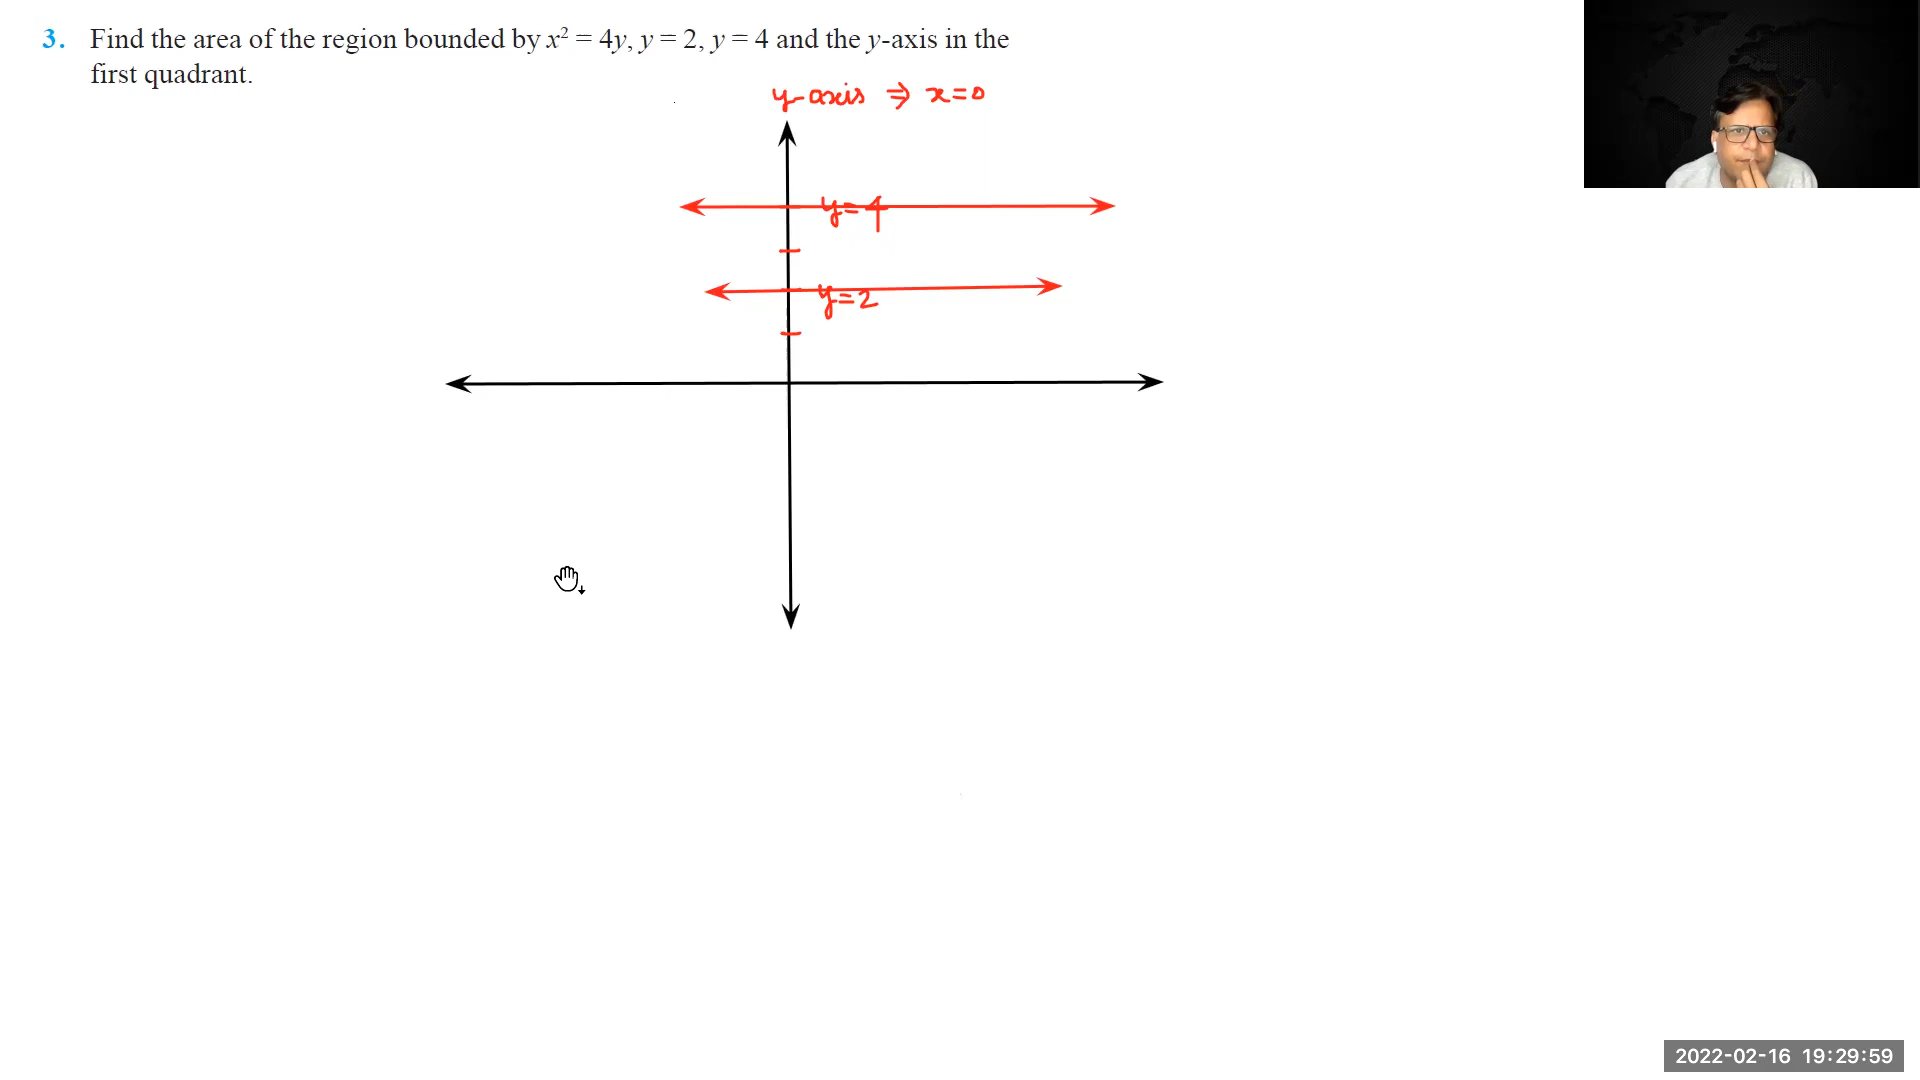 3. Find the area of the region bounded by x² = 4y, y = 2, y = 4 and the y-axis in the
first quadrant.
y-axis ⇒ x=0
y=4
y=2
2022-02-16 19:29:59